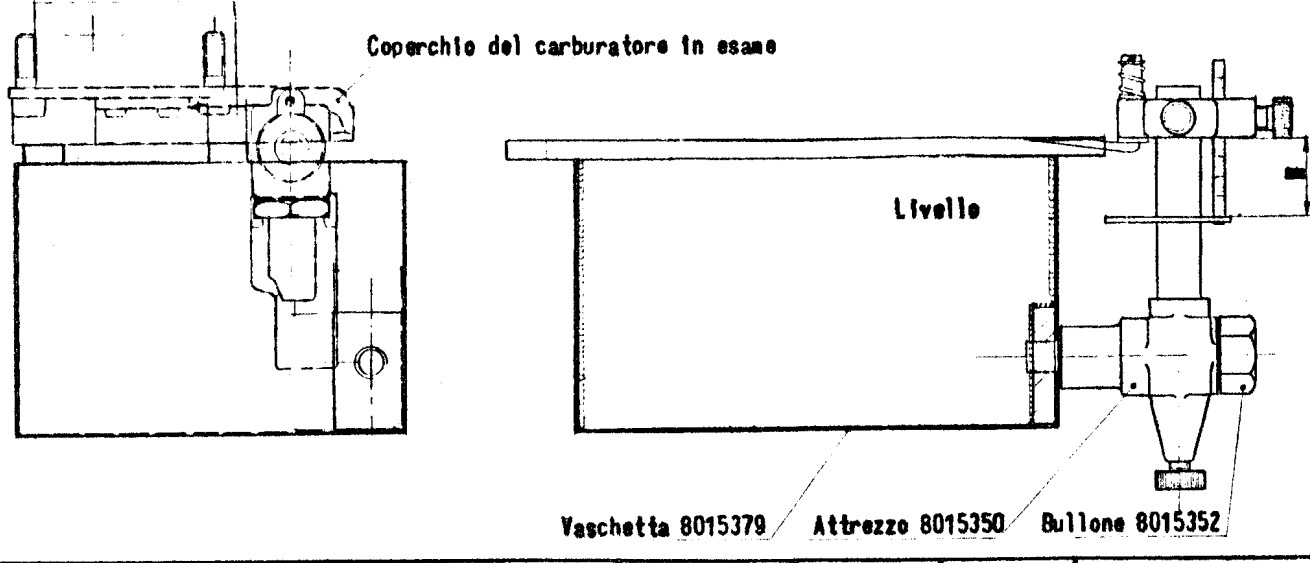 Coperchio del carburatore in esame
Livello
Vaschetta 8015379
Attrezzo 8015350
Bullone 8015352